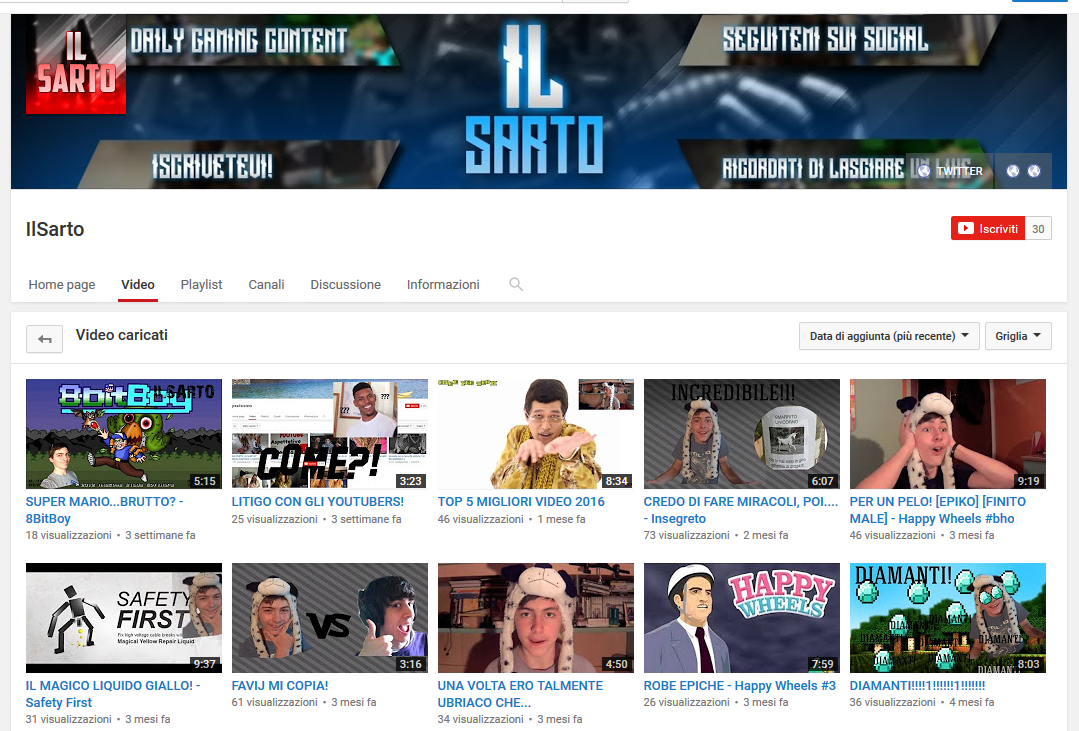 IL
SARTO
DAILY GAMING CONTENT
IL
SARTO
SEGUITEMI SUI SOCIAL
ISCRIVETEVI!
RICORDATI DI LASCIARE UN LIKE
TWITTER
IlSarto
Iscriviti 30
Home page Video Playlist Canali Discussione Informazioni
Video caricati
Data di aggiunta (più recente) Griglia
8BitBoy
IL SARTO
5:15
??? ???
COME?!
3:23
8:34
INCREDIBILE!!!
SMARRITO
UNICORNO
6:07
9:19
SUPER MARIO...BRUTTO? -
8BitBoy
18 visualizzazioni • 3 settimane fa
LITIGO CON GLI YOUTUBERS!
25 visualizzazioni • 3 settimane fa
TOP 5 MIGLIORI VIDEO 2016
46 visualizzazioni • 1 mese fa
CREDO DI FARE MIRACOLI, POI....
- Insegreto
73 visualizzazioni • 2 mesi fa
PER UN PELO! [EPIKO] [FINITO
MALE] - Happy Wheels #bho
46 visualizzazioni • 3 mesi fa
SAFETY
FIRST
Fix high voltage cable breaks with
Magical Yellow Repair Liquid
9:37
VS
3:16
4:50
HAPPY
WHEELS
7:59
DIAMANTI!
DIAMANTI!
DIAMANTI
8:03
IL MAGICO LIQUIDO GIALLO! -
Safety First
31 visualizzazioni • 3 mesi fa
FAVIJ MI COPIA!
61 visualizzazioni • 3 mesi fa
UNA VOLTA ERO TALMENTE
UBRIACO CHE...
34 visualizzazioni • 3 mesi fa
ROBE EPICHE - Happy Wheels #3
26 visualizzazioni • 3 mesi fa
DIAMANTI!!!!1!!!!!!1!!!!!!!
36 visualizzazioni • 4 mesi fa